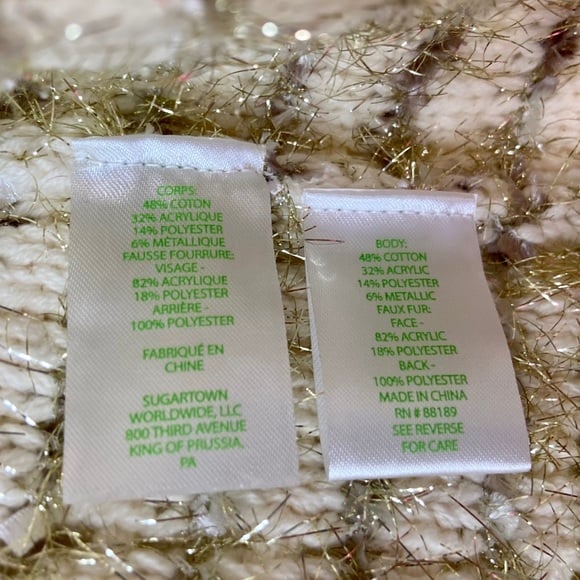 CORPS:
48% COTON
32% ACRYLIQUE
14% POLYESTER
6% MÉTALLIQUE
FAUSSE FOURRURE:
VISAGE -
82% ACRYLIQUE
18% POLYESTER
ARRIÈRE -
100% POLYESTER
FABRIQUÉ EN
CHINE
SUGARTOWN
WORLDWIDE, LLC
800 THIRD AVENUE
KING OF PRUSSIA,
PA
BODY:
48% COTTON
32% ACRYLIC
14% POLYESTER
6% METALLIC
FAUX FUR:
FACE -
82% ACRYLIC
18% POLYESTER
BACK -
100% POLYESTER
MADE IN CHINA
RN # 88189
SEE REVERSE
FOR CARE